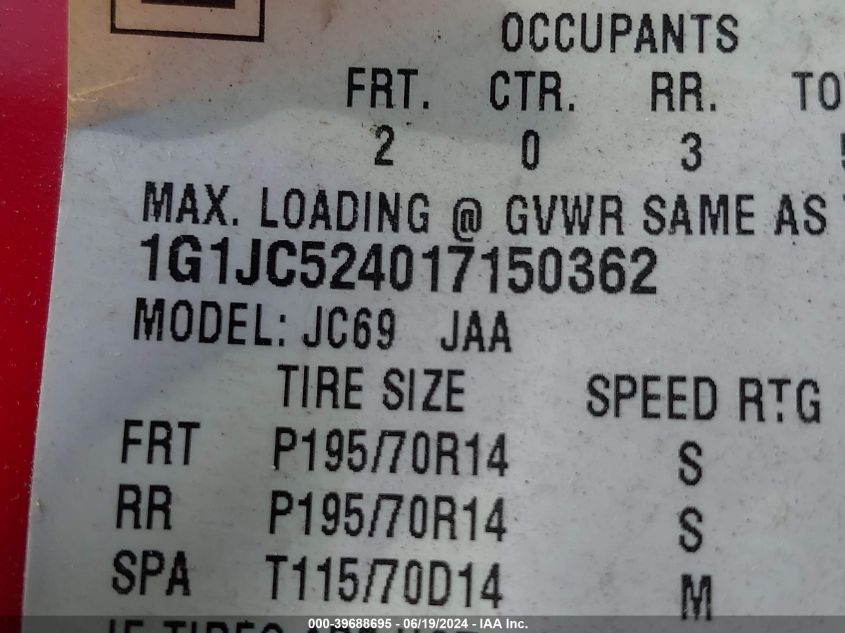 OCCUPANTS
FRT. CTR. RR.
2 0 3
MAX. LOADING @ GVWR SAME AS
1G1JC524017150362
MODEL: JC69 JAA
TIRE SIZE SPEED RTG
FRT P195/70R14 S
RR P195/70R14 S
SPA T115/70D14 M
000-39688695 - 06/19/2024 - IAA Inc.